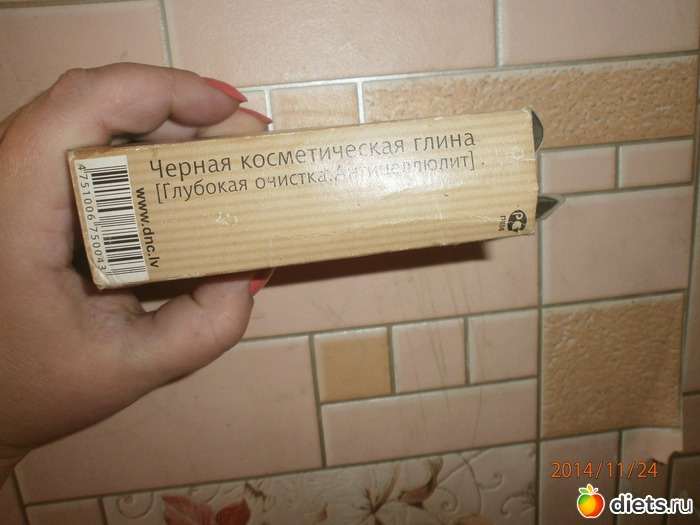 Черная косметическая глина
[Глубокая очистка.Антицеллюлит].
4751006750043
www.dnc.lv
2014/11/24
diets.ru